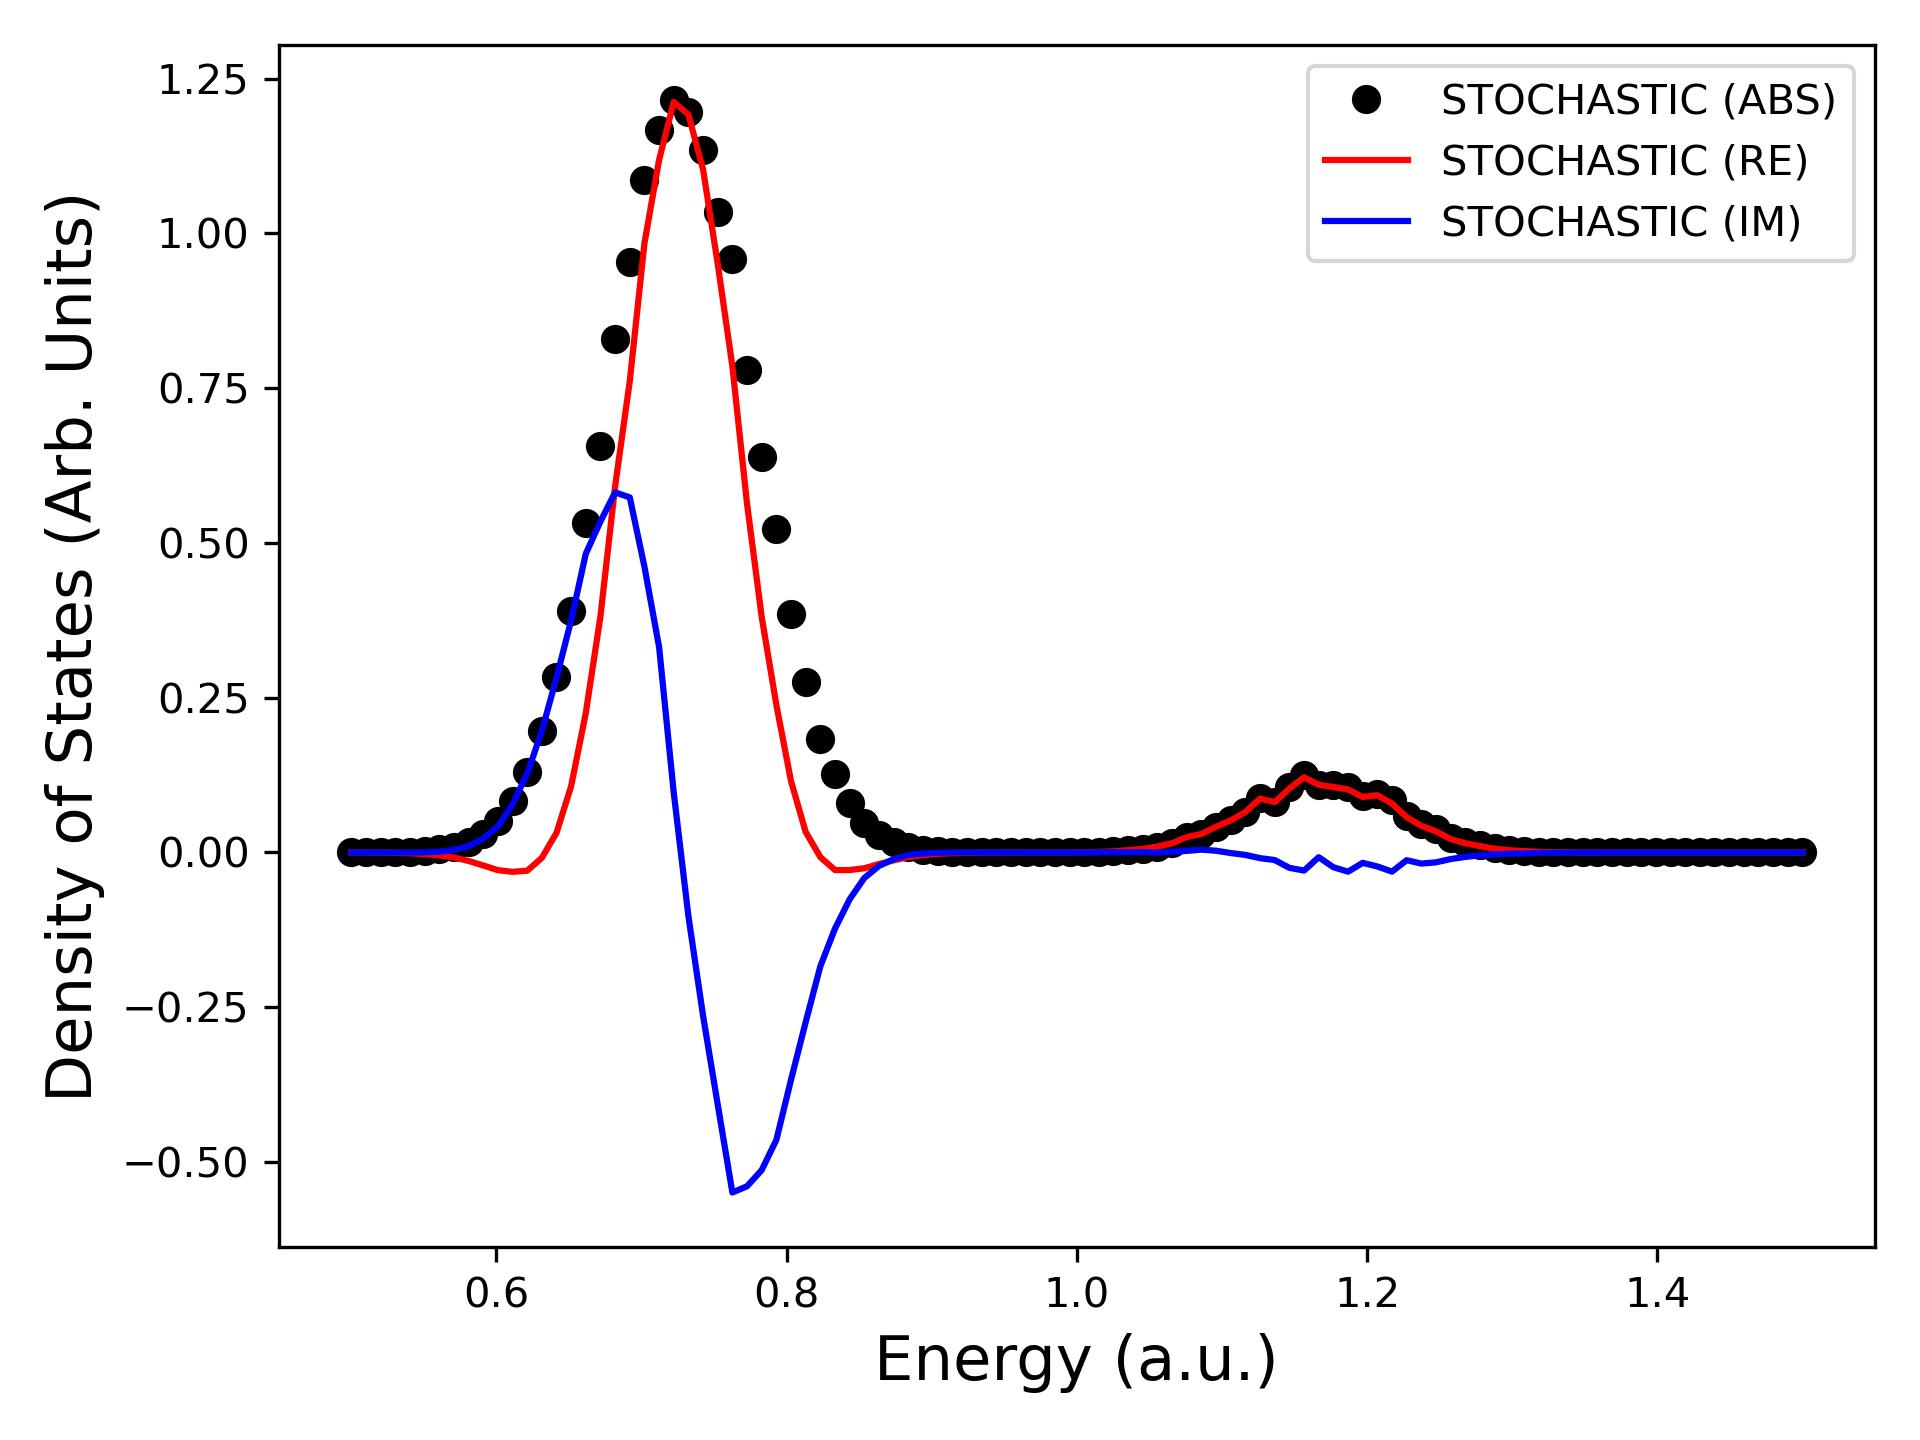 1.25
1.00
0.75
0.50
0.25
0.00
−0.25
−0.50
Density of States (Arb. Units)
STOCHASTIC (ABS)
STOCHASTIC (RE)
STOCHASTIC (IM)
0.6 0.8 1.0 1.2 1.4
Energy (a.u.)